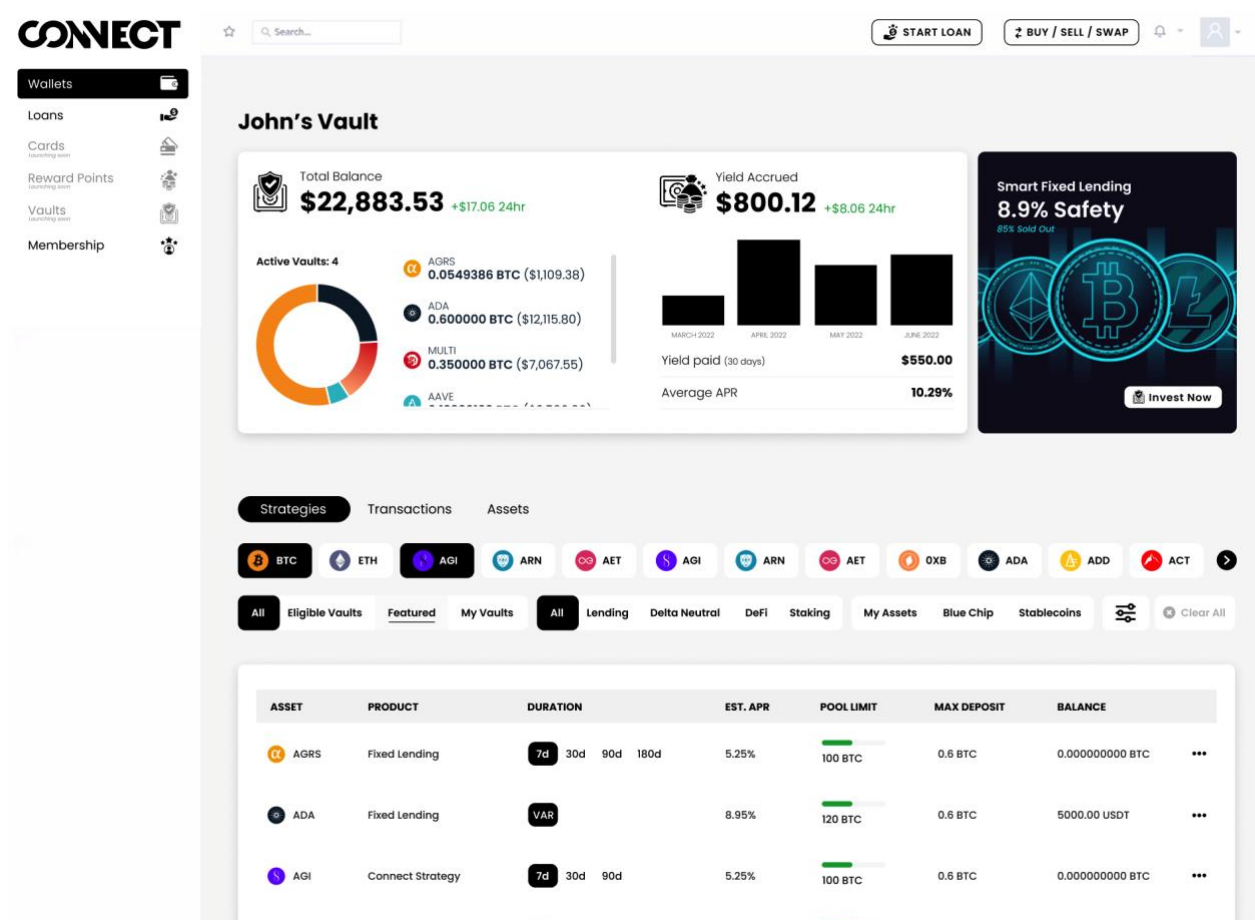 CONNECT
Search...
START LOAN
BUY / SELL / SWAP
Wallets
Loans
Cards
Launching soon
Reward Points
Launching soon
Vaults
Launching soon
Membership
John's Vault
Total Balance
$22,883.53 +$17.06 24hr
Active Vaults: 4
AGRS
0.0549386 BTC ($1,109.38)
ADA
0.600000 BTC ($12,115.80)
MULTI
0.350000 BTC ($7,067.55)
AAVE
Yield Accrued
$800.12 +$8.06 24hr
MARCH 2022 APRIL 2022 MAY 2022 JUNE 2022
Yield paid (30 days) $550.00
Average APR 10.29%
Smart Fixed Lending
8.9% Safety
85% Sold Out
Invest Now
Strategies Transactions Assets
BTC ETH AGI ARN AET AGI ARN AET 0XB ADA ADD ACT
All Eligible Vaults Featured My Vaults All Lending Delta Neutral DeFi Staking My Assets Blue Chip Stablecoins Clear All
ASSET PRODUCT DURATION EST. APR POOL LIMIT MAX DEPOSIT BALANCE
AGRS Fixed Lending 7d 30d 90d 180d 5.25% 100 BTC 0.6 BTC 0.000000000 BTC
ADA Fixed Lending VAR 8.95% 120 BTC 0.6 BTC 5000.00 USDT
AGI Connect Strategy 7d 30d 90d 5.25% 100 BTC 0.6 BTC 0.000000000 BTC